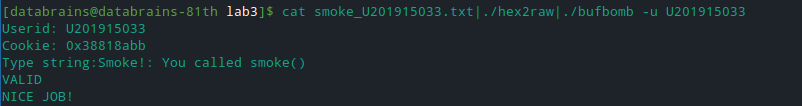 [databrains@databrains-81th lab3]$ cat smoke_U201915033.txt|./hex2raw|./bufbomb -u U201915033
Userid: U201915033
Cookie: 0x38818abb
Type string:Smoke!: You called smoke()
VALID
NICE JOB!